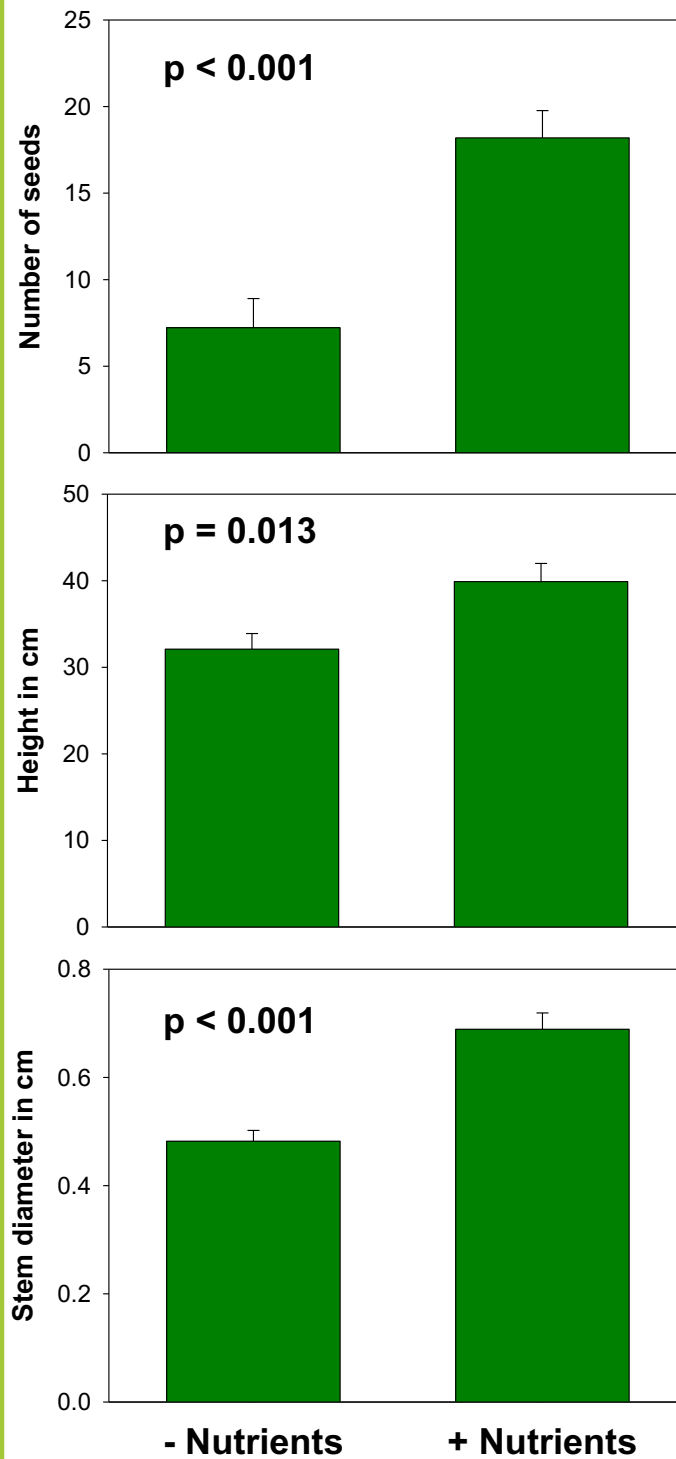 25
p < 0.001
20
15
10
5
0
Number of seeds
50
p = 0.013
40
30
20
10
0
Height in cm
0.8
p < 0.001
0.6
0.4
0.2
0.0
Stem diameter in cm
- Nutrients + Nutrients